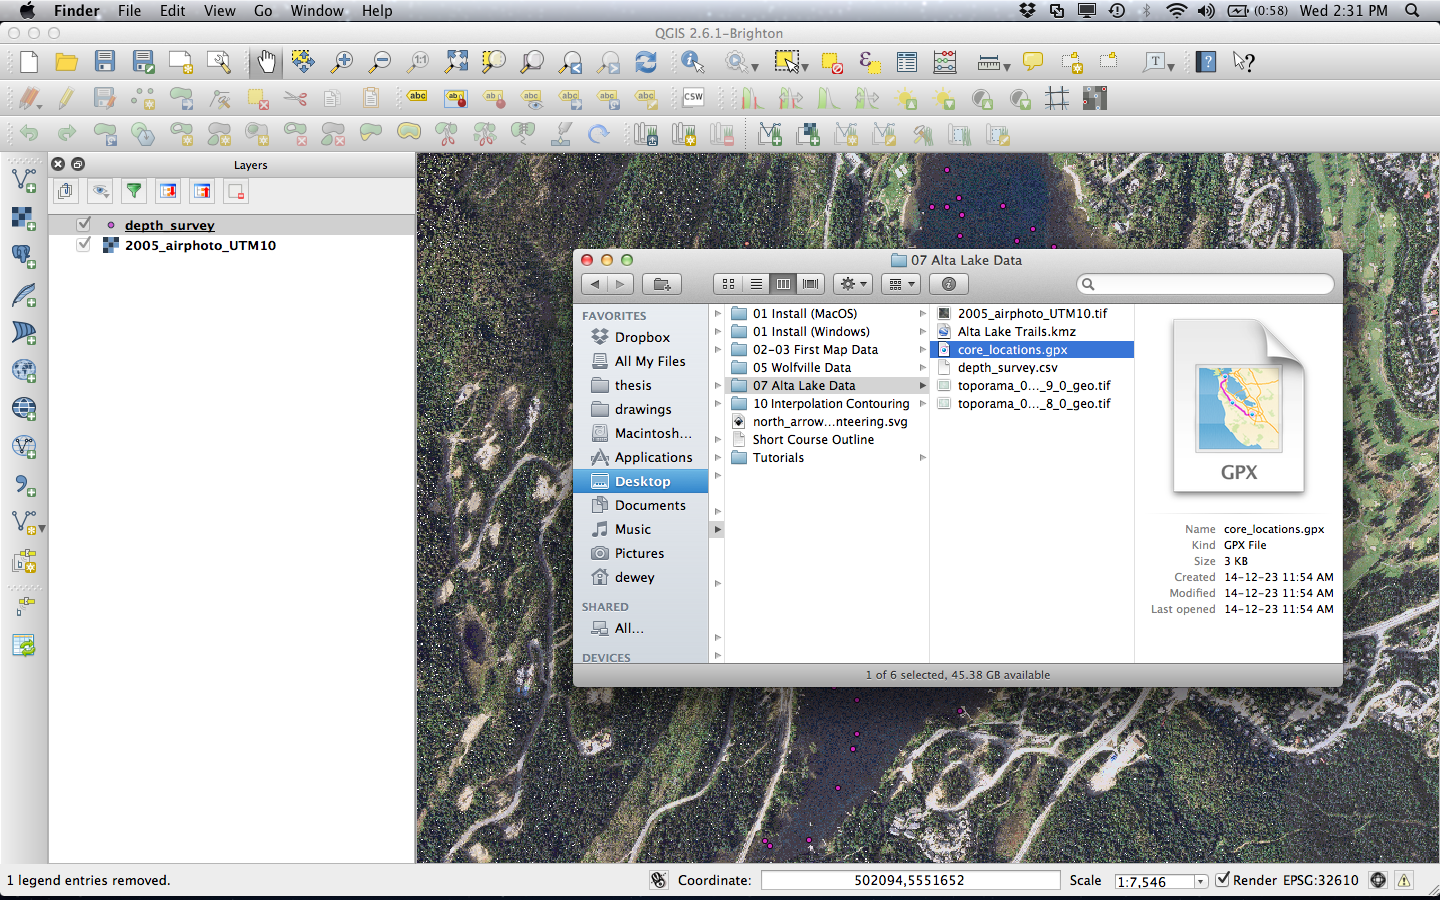 Finder File Edit View Go Window Help (0:58) Wed 2:31 PM
QGIS 2.6.1-Brighton
Layers
depth_survey
2005_airphoto_UTM10
07 Alta Lake Data
FAVORITES
Dropbox
All My Files
thesis
drawings
Macintosh...
Applications
Desktop
Documents
Music
Pictures
dewey
SHARED
All...
DEVICES
01 Install (MacOS)
01 Install (Windows)
02-03 First Map Data
05 Wolfville Data
07 Alta Lake Data
10 Interpolation Contouring
north_arrow...nteering.svg
Short Course Outline
Tutorials
2005_airphoto_UTM10.tif
Alta Lake Trails.kmz
core_locations.gpx
depth_survey.csv
toporama_0..._9_0_geo.tif
toporama_0..._8_0_geo.tif
GPX
Name core_locations.gpx
Kind GPX File
Size 3 KB
Created 14-12-23 11:54 AM
Modified 14-12-23 11:54 AM
Last opened 14-12-23 11:54 AM
1 of 6 selected, 45.38 GB available
1 legend entries removed.
Coordinate: 502094,5551652 Scale 1:7,546 Render EPSG:32610